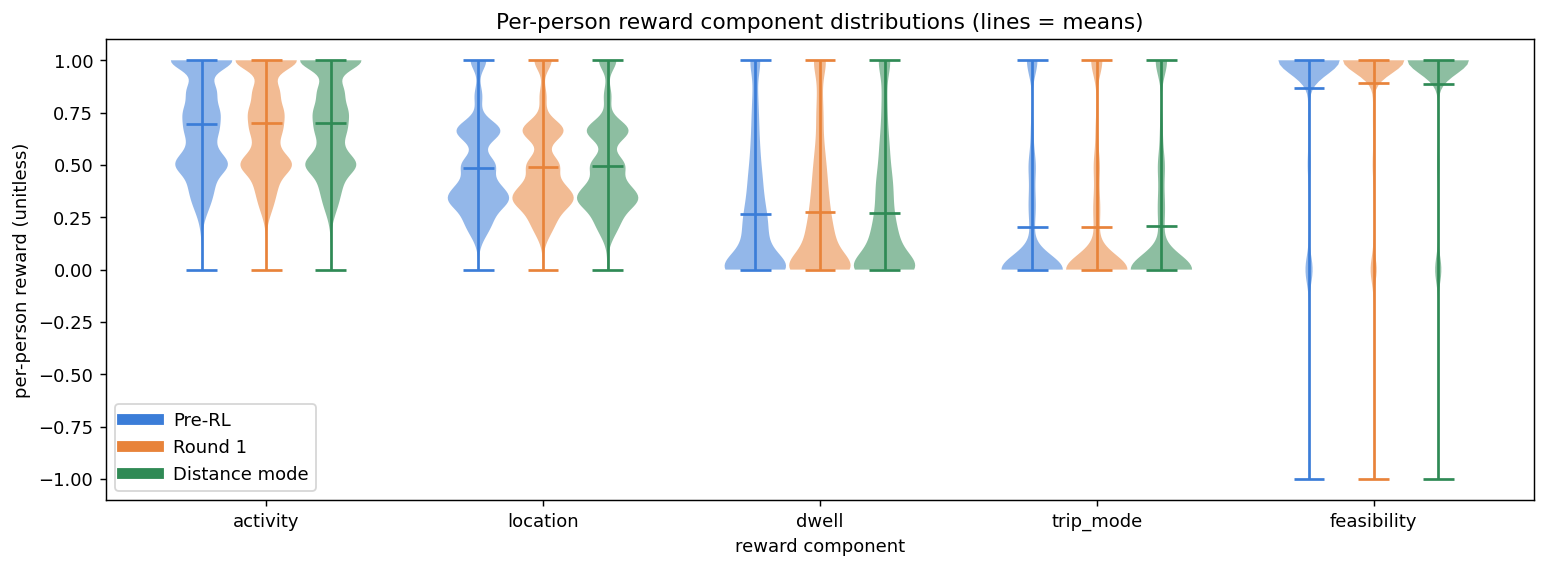 Per-person reward component distributions (lines = means)
per-person reward (unitless)
1.00
0.75
0.50
0.25
0.00
−0.25
−0.50
−0.75
−1.00
Pre-RL
Round 1
Distance mode
activity
location
dwell
trip_mode
feasibility
reward component